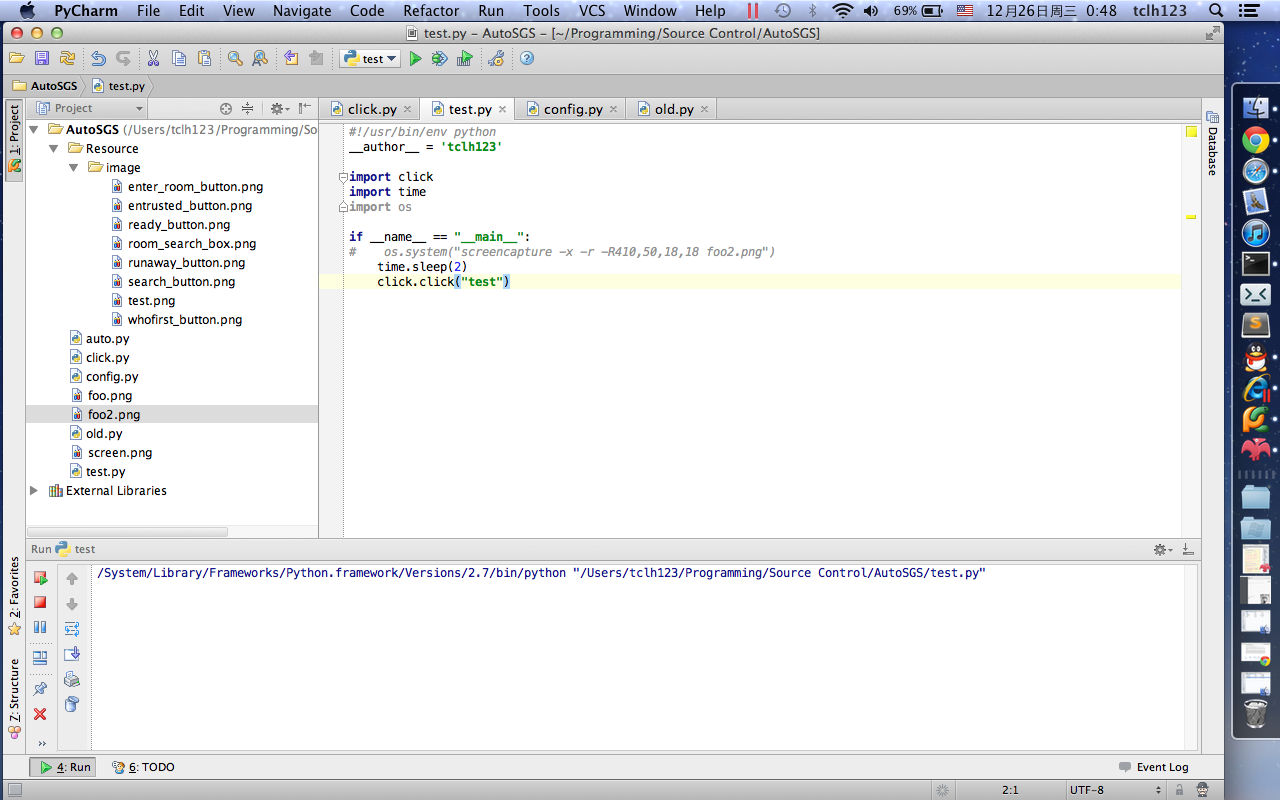 PyCharm File Edit View Navigate Code Refactor Run Tools VCS Window Help 69% 12月26日周三 0:48 tclh123
test.py – AutoSGS – [~/Programming/Source Control/AutoSGS]
test
AutoSGS test.py
Project click.py test.py config.py old.py
1: Project
Database
AutoSGS (/Users/tclh123/Programming/So
Resource
image
enter_room_button.png
entrusted_button.png
ready_button.png
room_search_box.png
runaway_button.png
search_button.png
test.png
whofirst_button.png
auto.py
click.py
config.py
foo.png
foo2.png
old.py
screen.png
test.py
External Libraries
#!/usr/bin/env python
__author__ = 'tclh123'
import click
import time
import os
if __name__ == "__main__":
#   os.system("screencapture -x -r -R410,50,18,18 foo2.png")
time.sleep(2)
click.click("test")
Run test
/System/Library/Frameworks/Python.framework/Versions/2.7/bin/python "/Users/tclh123/Programming/Source Control/AutoSGS/test.py"
2: Favorites
7: Structure
4: Run 6: TODO Event Log
2:1 UTF-8